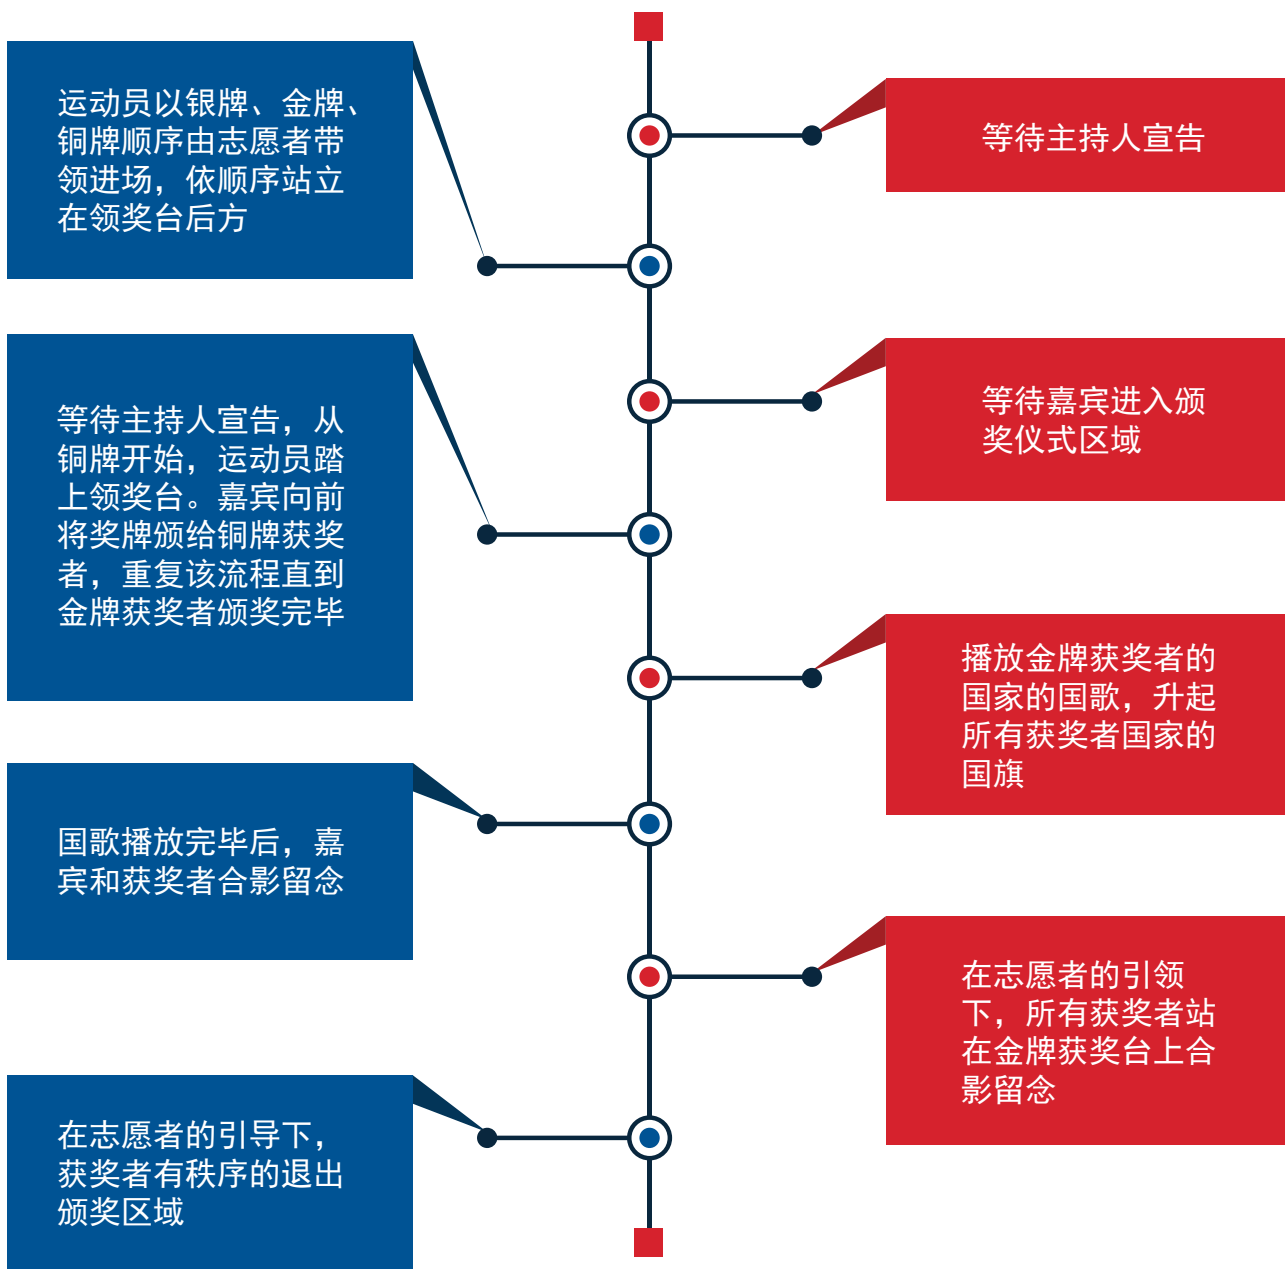 等待主持人宣告
运动员以银牌、金牌、
铜牌顺序由志愿者带
领进场，依顺序站立
在领奖台后方
等待嘉宾进入颁
奖仪式区域
等待主持人宣告，从
铜牌开始，运动员踏
上领奖台。嘉宾向前
将奖牌颁给铜牌获奖
者，重复该流程直到
金牌获奖者颁奖完毕
播放金牌获奖者的
国家的国歌，升起
所有获奖者国家的
国旗
国歌播放完毕后，嘉
宾和获奖者合影留念
在志愿者的引领
下，所有获奖者站
在金牌获奖台上合
影留念
在志愿者的引导下，
获奖者有秩序的退出
颁奖区域